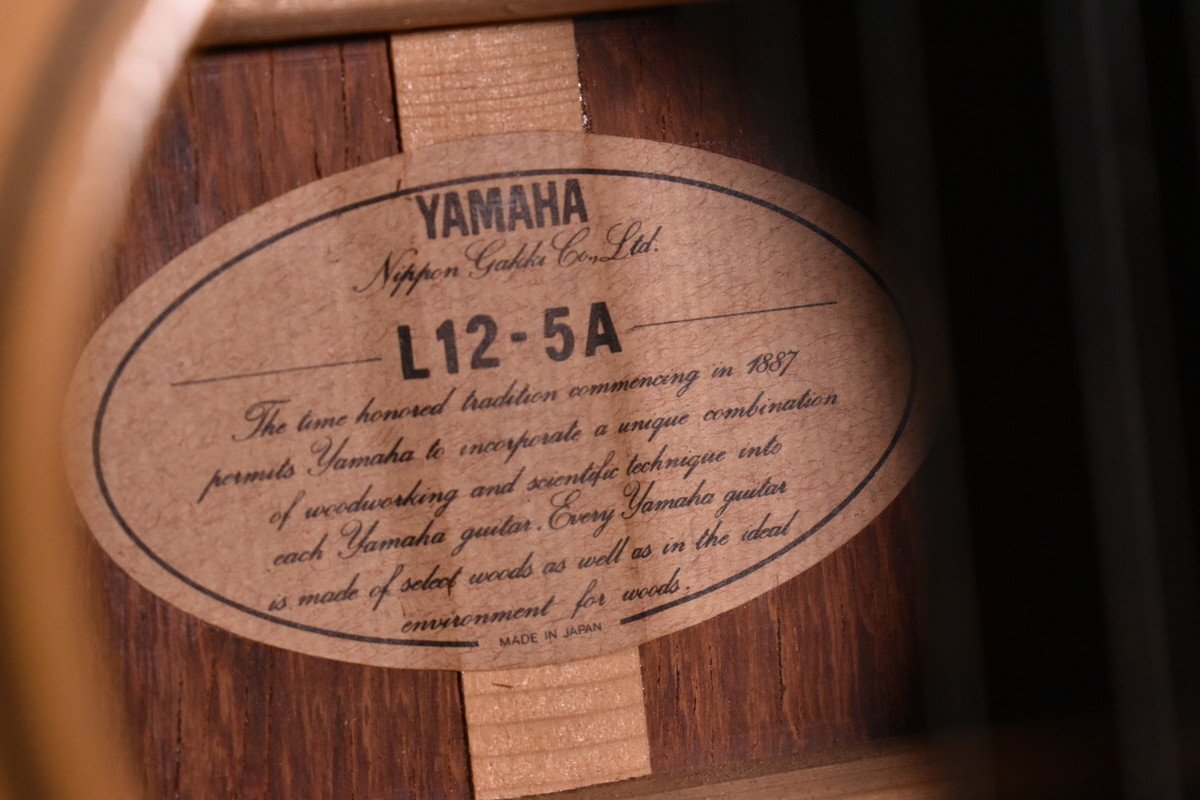 YAMAHA
Nippon Gakki Co., Ltd.
L12-5A
The time honored tradition commencing in 1887
permits Yamaha to incorporate a unique combination
of woodworking and scientific technique into
each Yamaha guitar. Every Yamaha guitar
is made of select woods as well as in the ideal
environment for woods.
MADE IN JAPAN